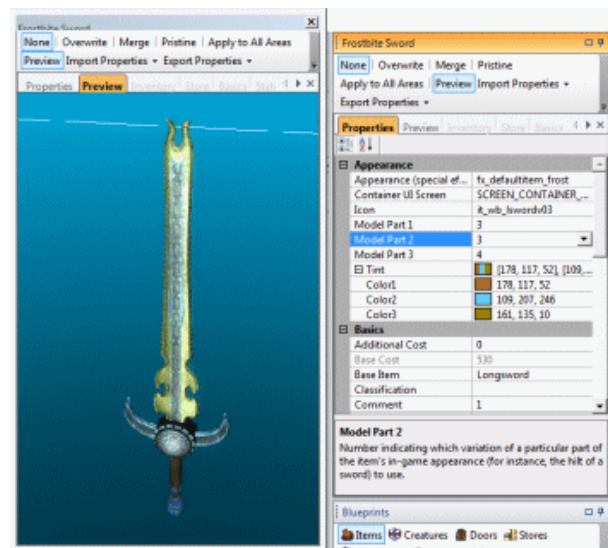 Frostbite Sword
None Overwrite Merge Pristine Apply to All Areas
Preview Import Properties Export Properties
Properties Preview Inventory Store Basics Stati
Frostbite Sword
None Overwrite Merge Pristine
Apply to All Areas Preview Import Properties
Export Properties
Properties Preview Inventory Store Basics
Appearance
Appearance (special ef... fx_defaultitem_frost
Container UI Screen SCREEN_CONTAINER_...
Icon it_wb_lswordv03
Model Part 1 3
Model Part 2 3
Model Part 3 4
Tint [178, 117, 52], [109,...
Color1 178, 117, 52
Color2 109, 207, 246
Color3 161, 135, 10
Basics
Additional Cost 0
Base Cost 530
Base Item Longsword
Classification
Comment 1
Model Part 2
Number indicating which variation of a particular part of
the item's in-game appearance (for instance, the hilt of a
sword) to use.
Blueprints
Items Creatures Doors Stores